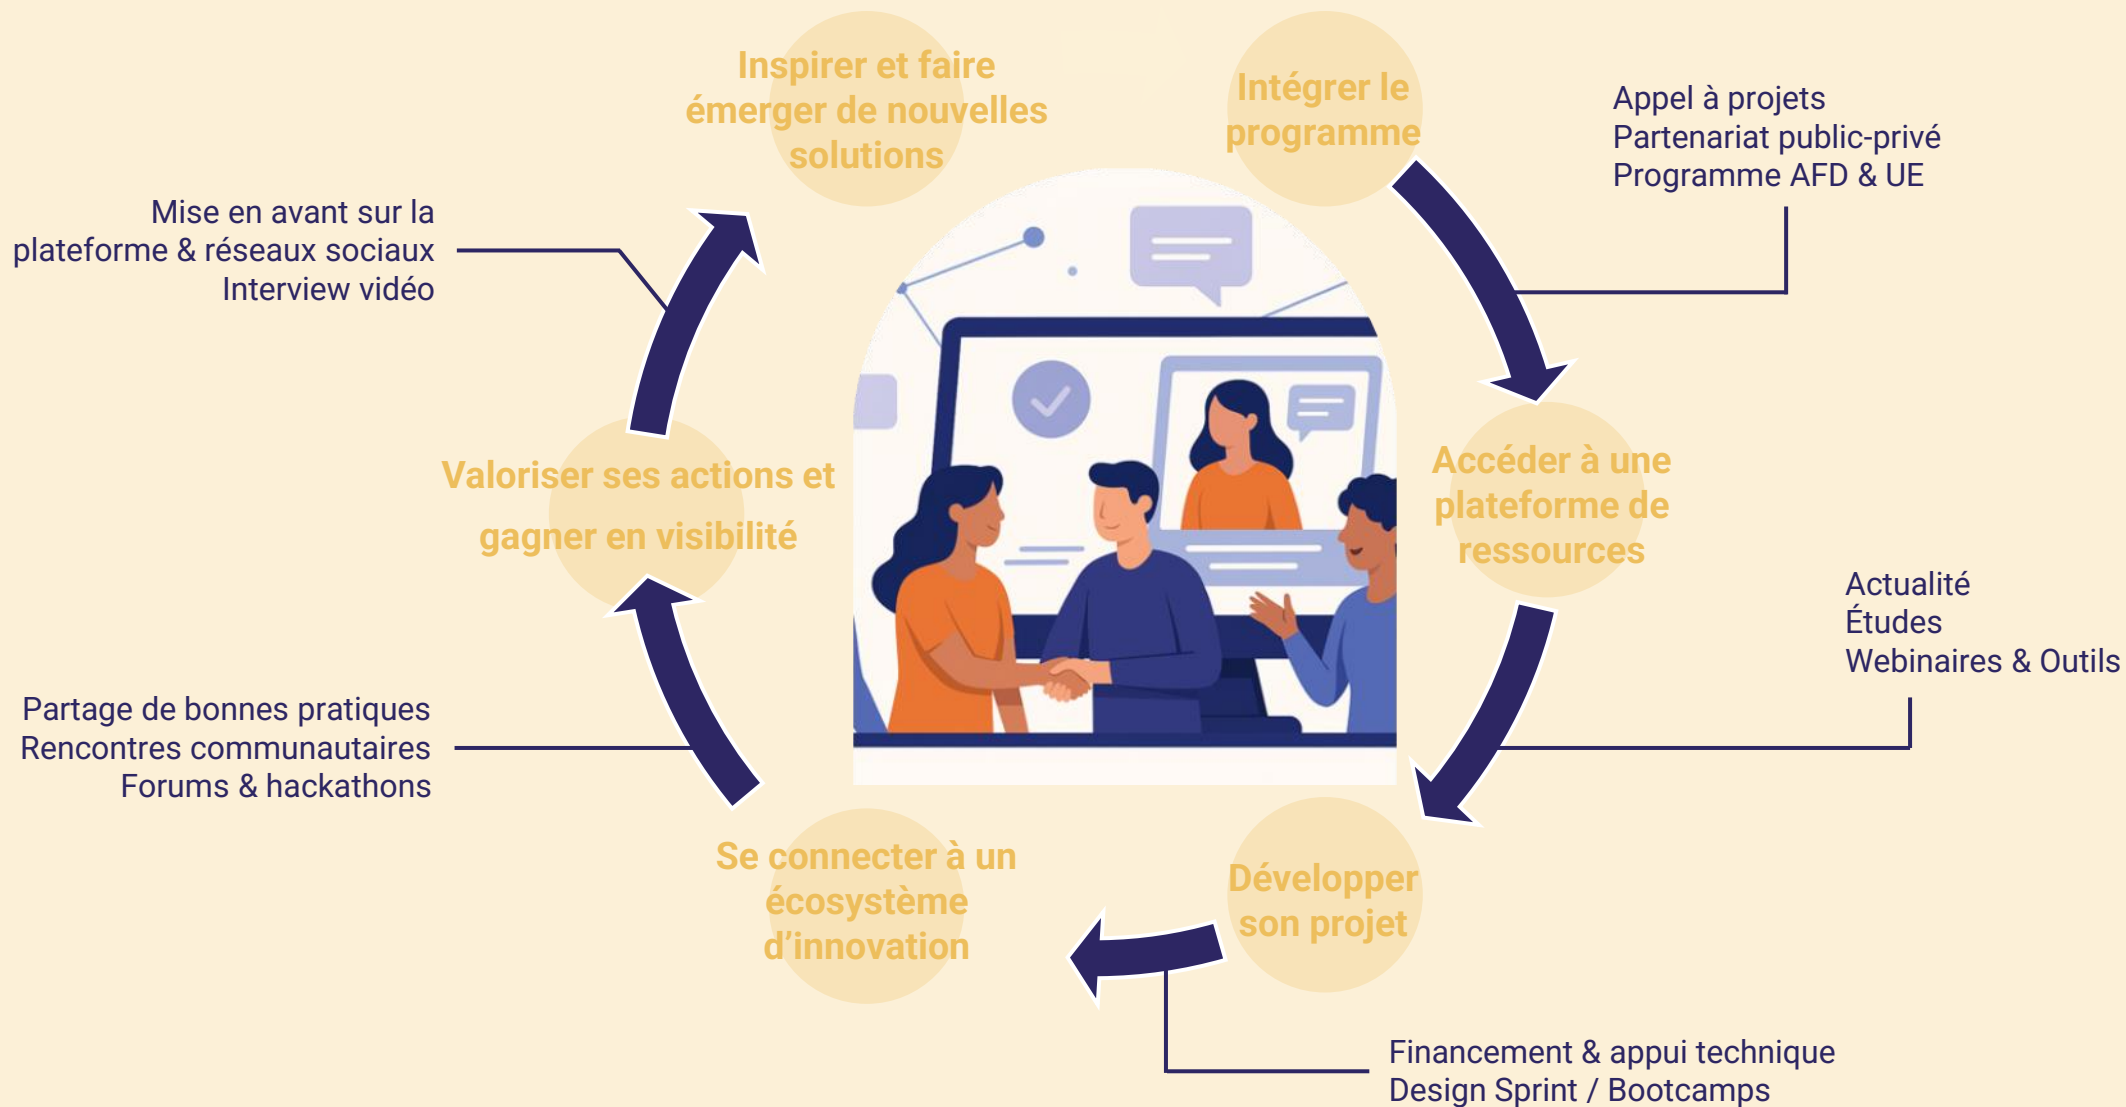 Inspirer et faire
émerger de nouvelles
solutions
Intégrer le
programme
Appel à projets
Partenariat public-privé
Programme AFD & UE
Mise en avant sur la
plateforme & réseaux sociaux
Interview vidéo
Accéder à une
plateforme de
ressources
Valoriser ses actions et
gagner en visibilité
Actualité
Études
Webinaires & Outils
Partage de bonnes pratiques
Rencontres communautaires
Forums & hackathons
Se connecter à un
écosystème
d’innovation
Développer
son projet
Financement & appui technique
Design Sprint / Bootcamps